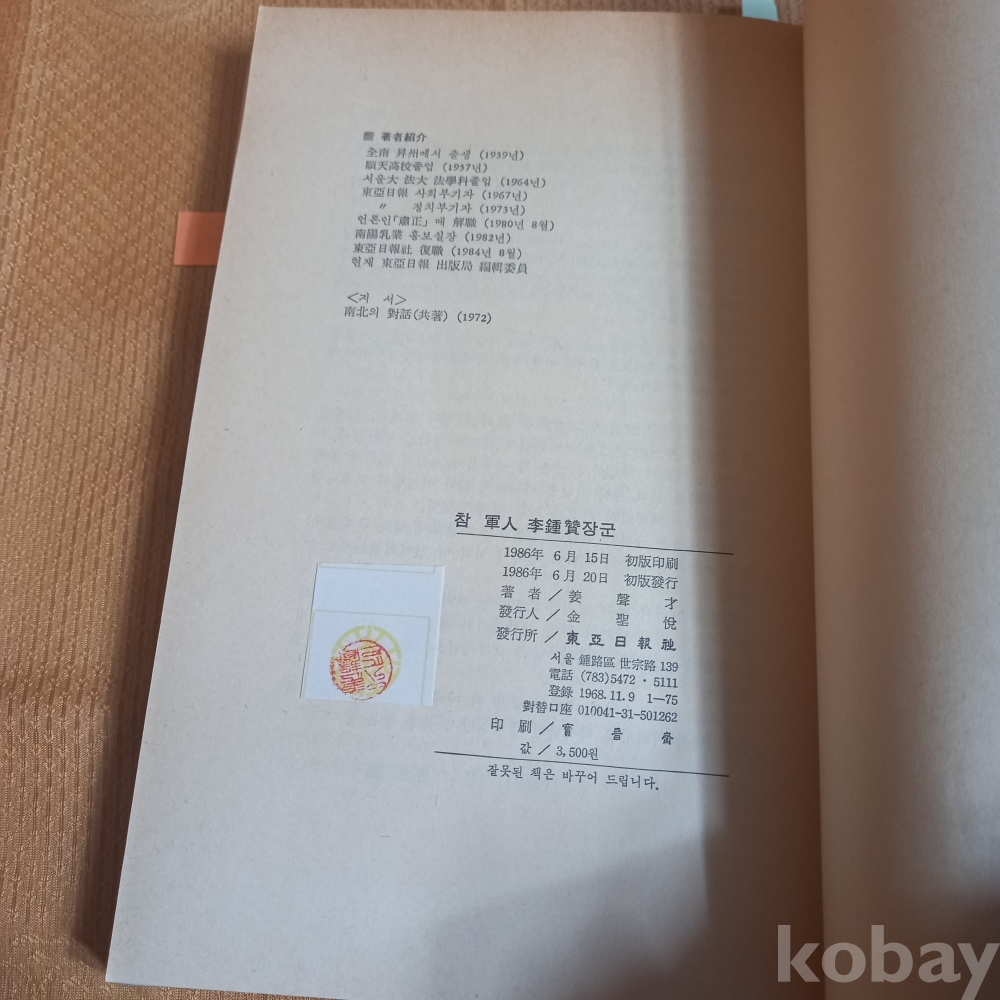 ▩ 著者紹介
全南 昇州에서 출생 (1939년)
順天高校졸업 (1957년)
서울大 法大 法學科졸업 (1964년)
東亞日報 사회부기자 (1967년)
〃 정치부기자 (1973년)
언론인「肅正」때 解職 (1980년 8월)
南陽乳業 홍보실장 (1982년)
東亞日報社 復職 (1984년 8월)
현재 東亞日報 出版局 編輯委員
<저 서>
南北의 對話(共著) (1972)
참 軍人 李鍾贊장군
1986年 6月 15日 初版印刷
1986年 6月 20日 初版發行
著 者 / 姜 聲 才
發行人 / 金 聖 悅
發行所 / 東亞日報社
서울 鍾路區 世宗路 139
電話 (783)5472・5111
登錄 1968.11.9 1—75
對替口座 010041-31-501262
印 刷 / 寶 晋 齋
값 / 3,500원
잘못된 책은 바꾸어 드립니다.
kobay